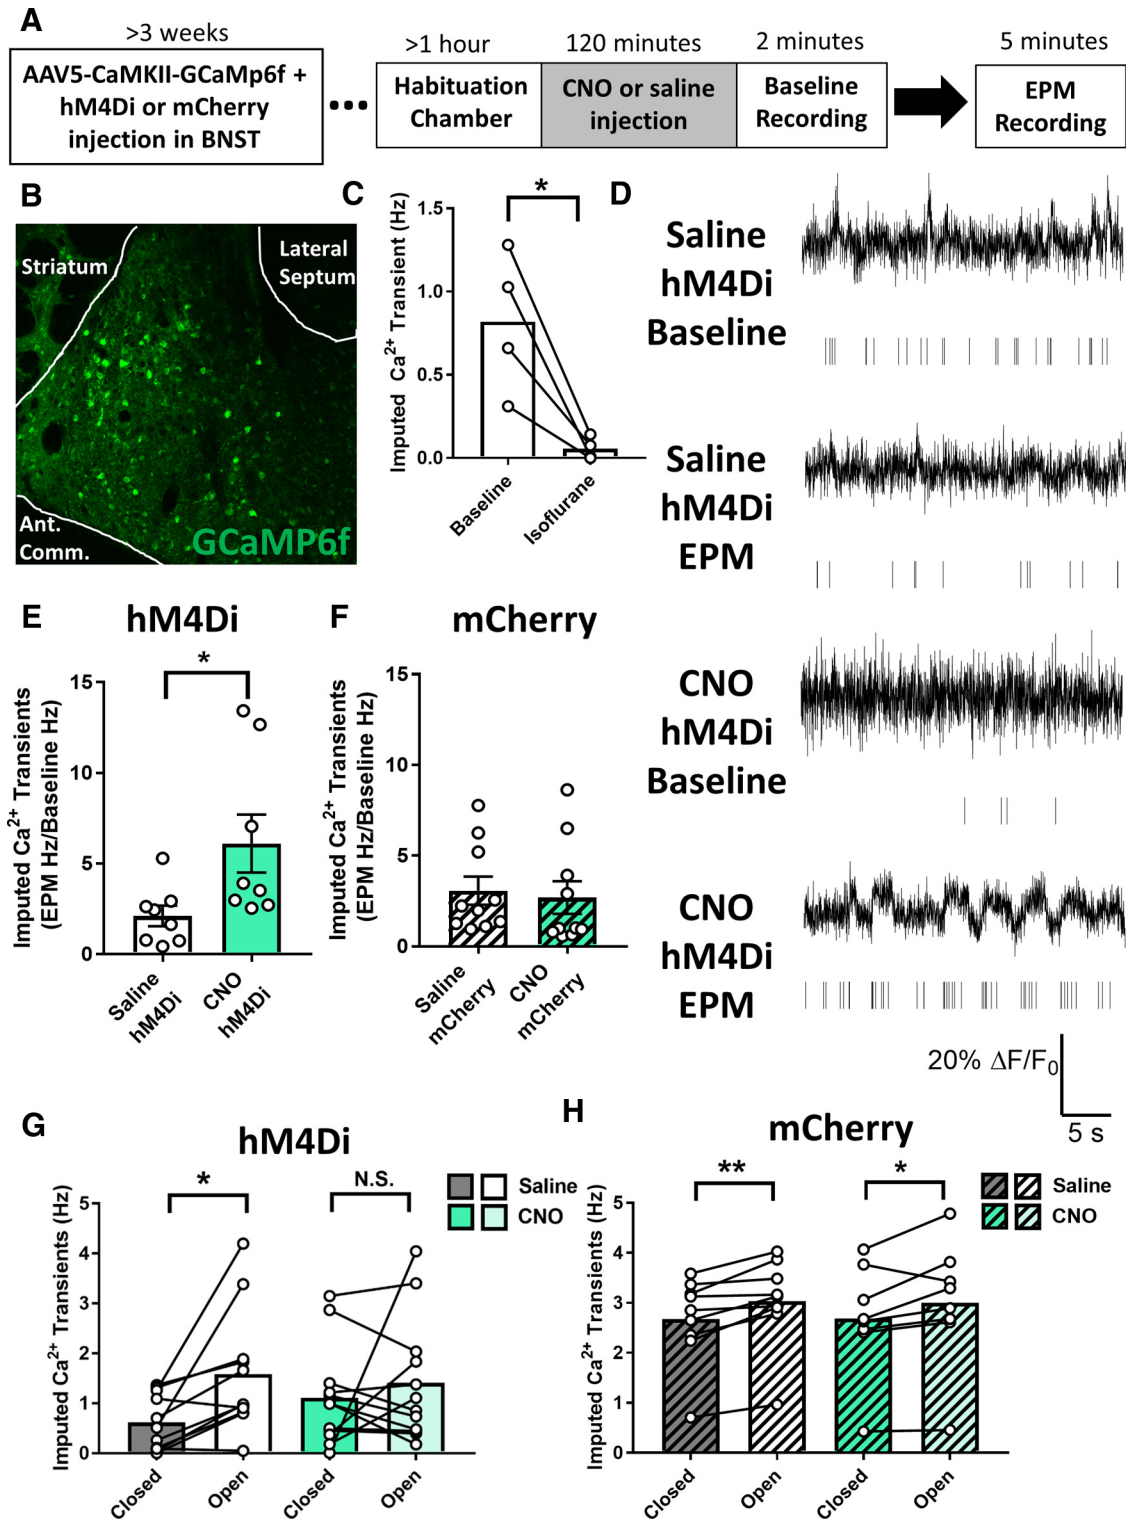 A
>3 weeks
AAV5-CaMKII-GCaMp6f +
hM4Di or mCherry
injection in BNST
>1 hour
Habituation
Chamber
120 minutes
CNO or saline
injection
2 minutes
Baseline
Recording
5 minutes
EPM
Recording
B
Striatum
Lateral
Septum
Ant.
Comm.
GCaMP6f
C
*
Imputed Ca2+ Transient (Hz)
1.5
1.0
0.5
0.0
Baseline
Isoflurane
D
Saline
hM4Di
Baseline
Saline
hM4Di
EPM
CNO
hM4Di
Baseline
CNO
hM4Di
EPM
20% ΔF/F0
5 s
E
hM4Di
*
Imputed Ca2+ Transients
(EPM Hz/Baseline Hz)
15
10
5
0
Saline
hM4Di
CNO
hM4Di
F
mCherry
Imputed Ca2+ Transients
(EPM Hz/Baseline Hz)
15
10
5
0
Saline
mCherry
CNO
mCherry
G
hM4Di
*
N.S.
Saline
CNO
Imputed Ca2+ Transients (Hz)
5
4
3
2
1
0
Closed
Open
Closed
Open
H
mCherry
**
*
Saline
CNO
Imputed Ca2+ Transients (Hz)
5
4
3
2
1
0
Closed
Open
Closed
Open